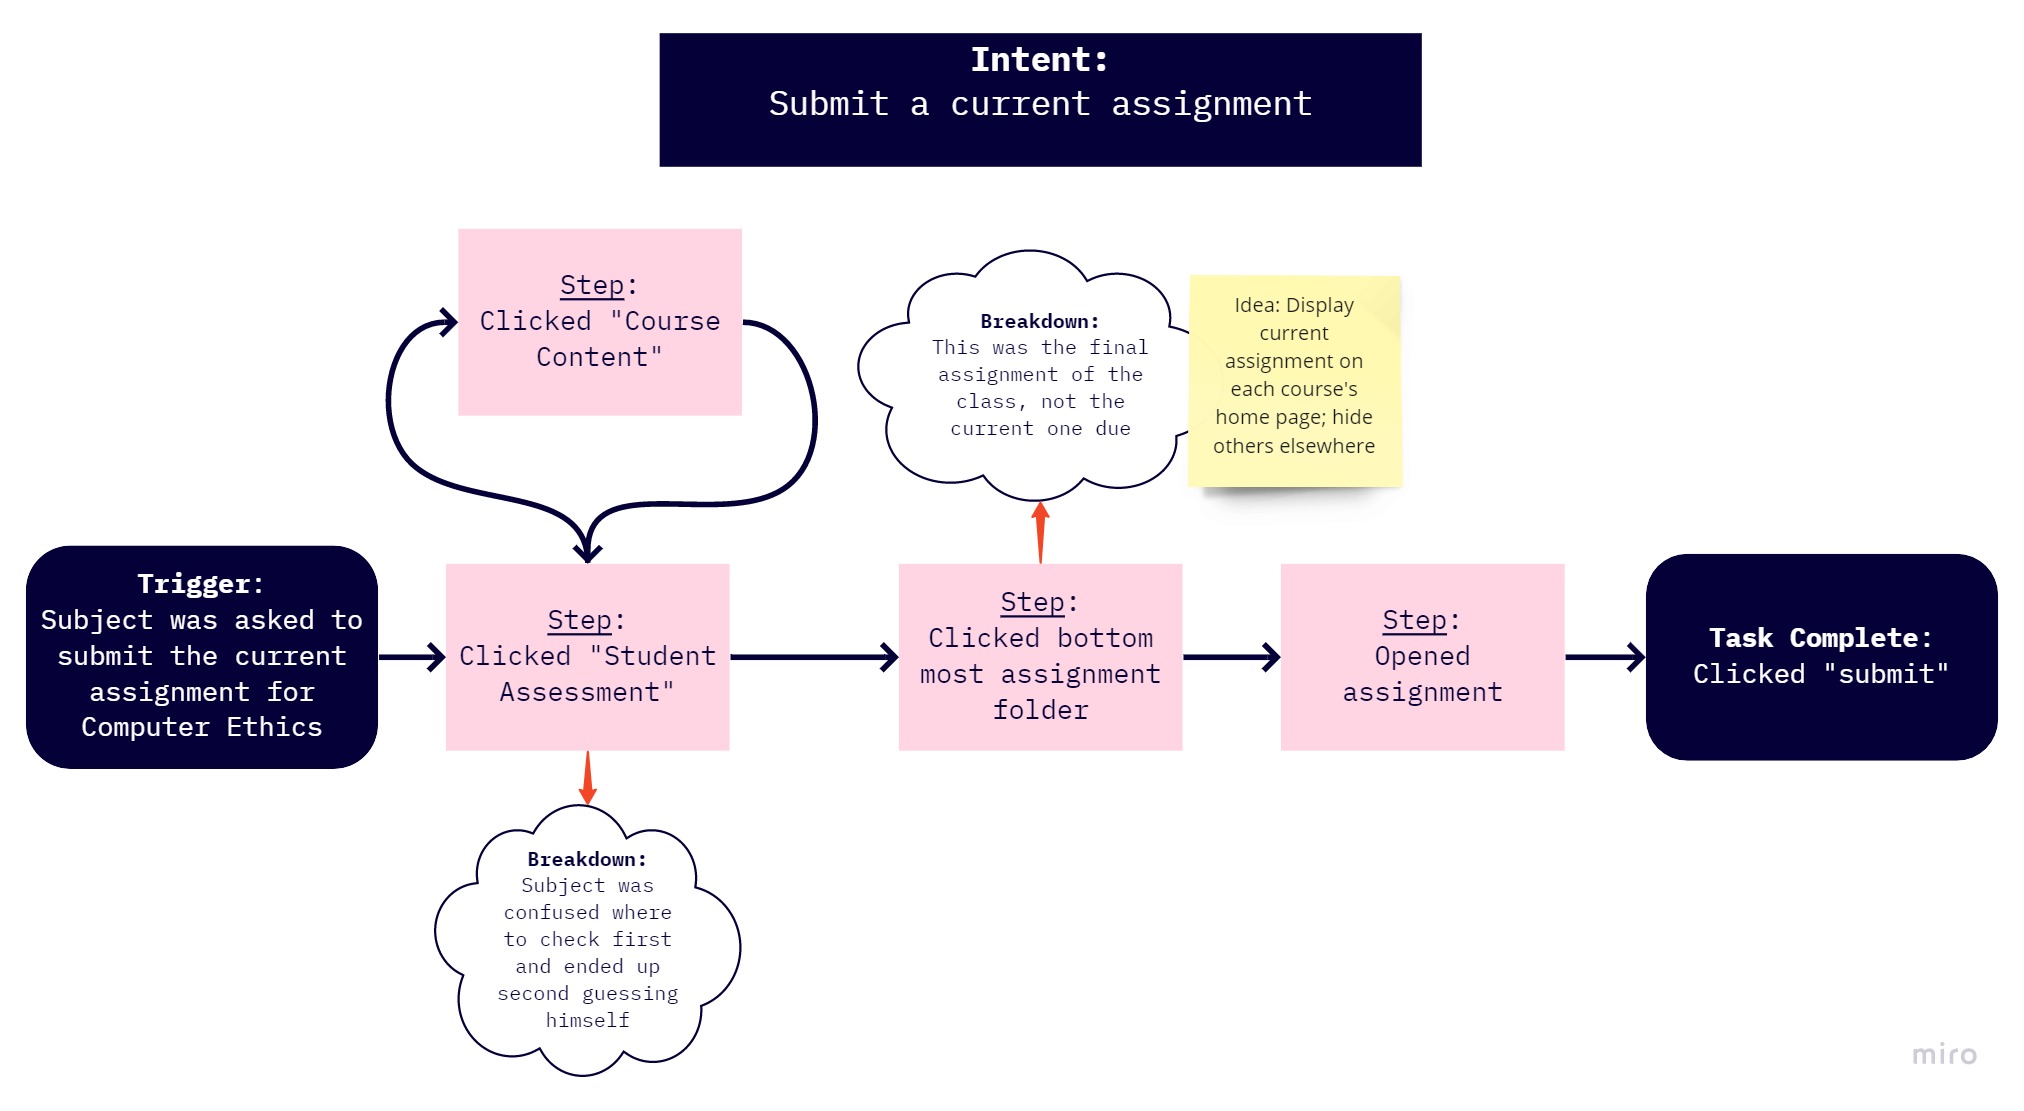 Intent:
Submit a current assignment
Step:
Clicked "Course
Content"
Breakdown:
This was the final
assignment of the
class, not the
current one due
Idea: Display
current
assignment on
each course's
home page; hide
others elsewhere
Trigger:
Subject was asked to
submit the current
assignment for
Computer Ethics
Step:
Clicked "Student
Assessment"
Step:
Clicked bottom
most assignment
folder
Step:
Opened
assignment
Task Complete:
Clicked "submit"
Breakdown:
Subject was
confused where
to check first
and ended up
second guessing
himself
miro